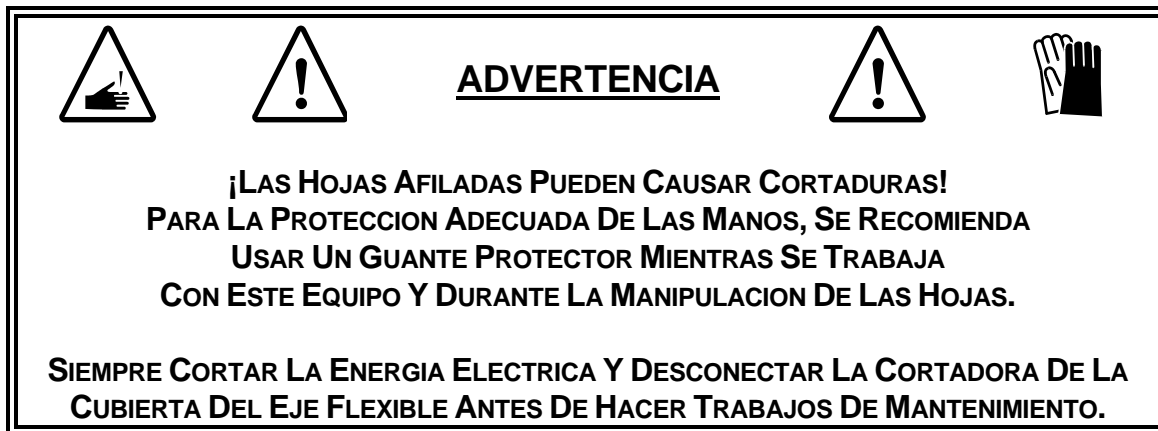 ADVERTENCIA
¡LAS HOJAS AFILADAS PUEDEN CAUSAR CORTADURAS!
PARA LA PROTECCION ADECUADA DE LAS MANOS, SE RECOMIENDA
USAR UN GUANTE PROTECTOR MIENTRAS SE TRABAJA
CON ESTE EQUIPO Y DURANTE LA MANIPULACION DE LAS HOJAS.
SIEMPRE CORTAR LA ENERGIA ELECTRICA Y DESCONECTAR LA CORTADORA DE LA
CUBIERTA DEL EJE FLEXIBLE ANTES DE HACER TRABAJOS DE MANTENIMIENTO.